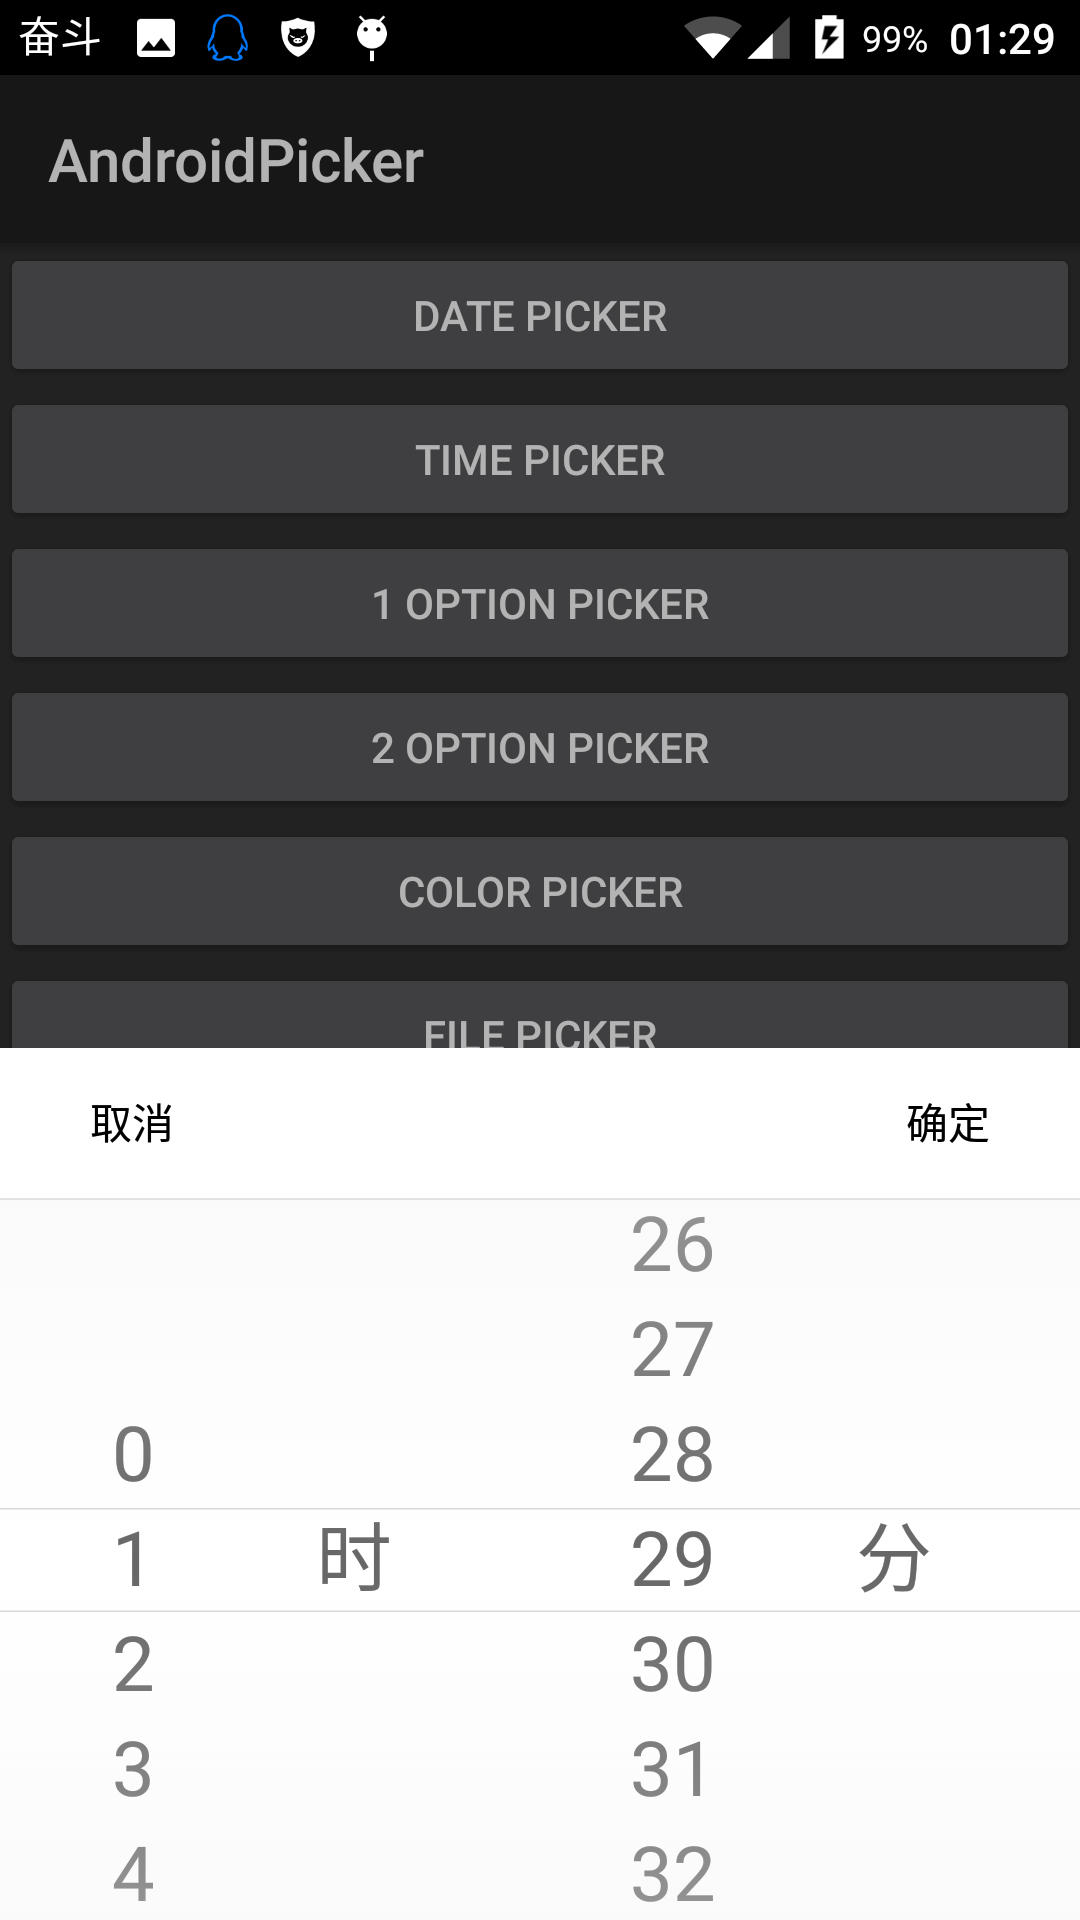 奋斗 99% 01:29
AndroidPicker
DATE PICKER
TIME PICKER
1 OPTION PICKER
2 OPTION PICKER
COLOR PICKER
FILE PICKER
取消 确定
26
27
0 28
1 时 29 分
2 30
3 31
4 32